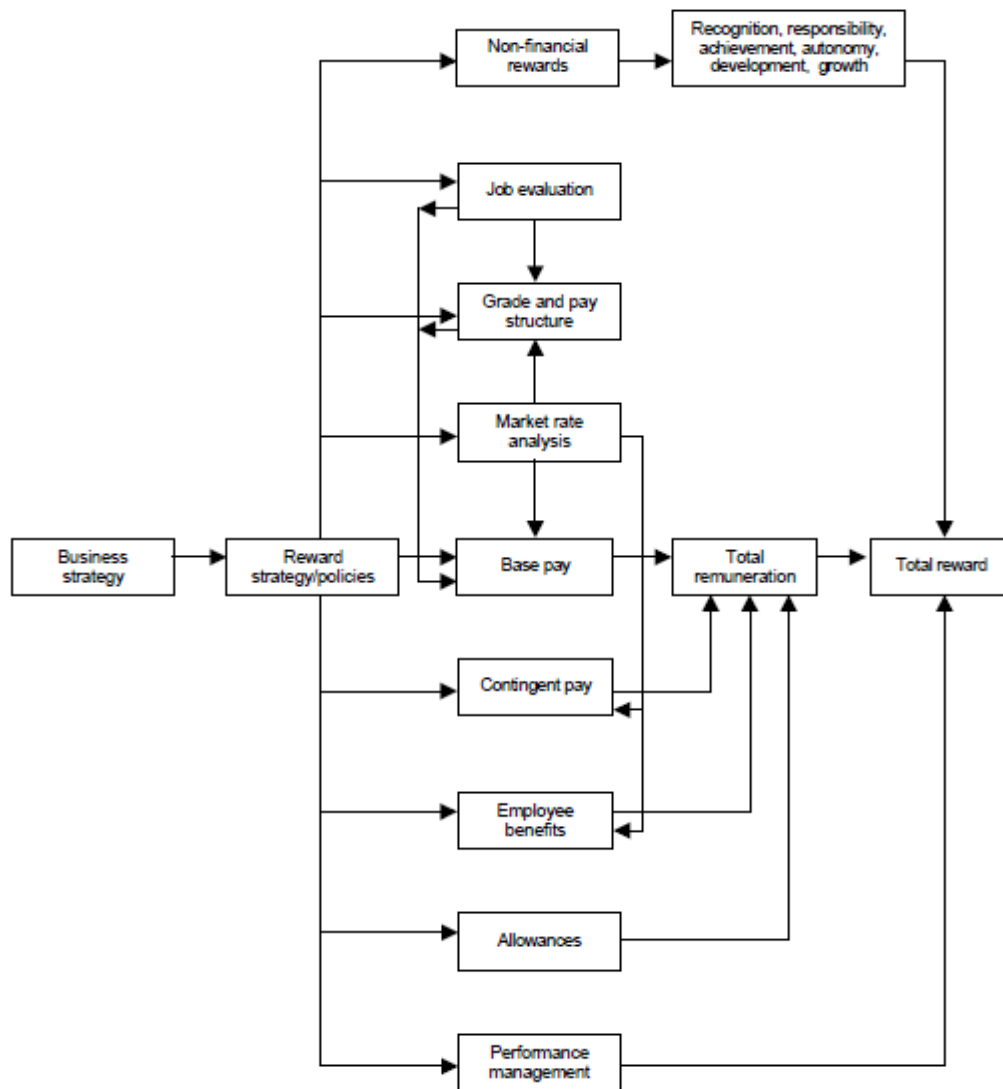 Non-financial
rewards
Recognition, responsibility,
achievement, autonomy,
development, growth
Job evaluation
Grade and pay
structure
Market rate
analysis
Business
strategy
Reward
strategy/policies
Base pay
Total
remuneration
Total reward
Contingent pay
Employee
benefits
Allowances
Performance
management